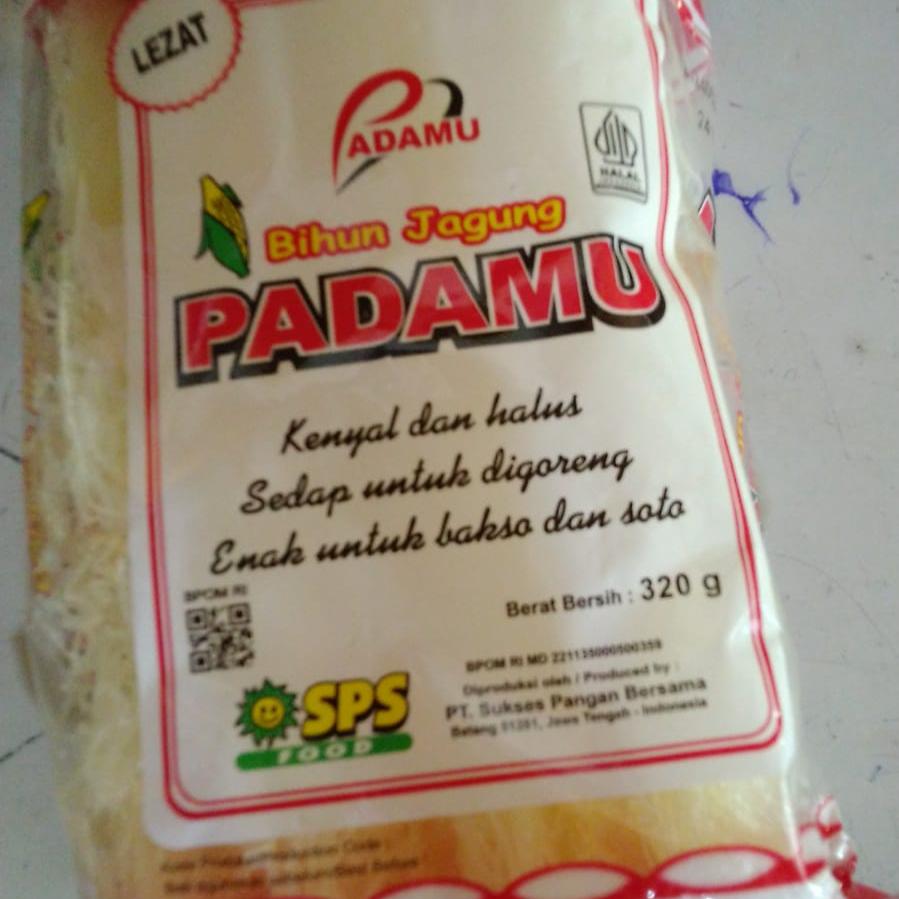 LEZAT
PADAMU
HALAL
Bihun Jagung
PADAMU
Kenyal dan halus
Sedap untuk digoreng
Enak untuk bakso dan soto
BPOM RI
Berat Bersih : 320 g
BPOM RI MD 221135000500359
Diproduksi oleh / Produced by :
PT. Sukses Pangan Bersama
Batang 51281, Jawa Tengah - Indonesia
SPS
FOOD